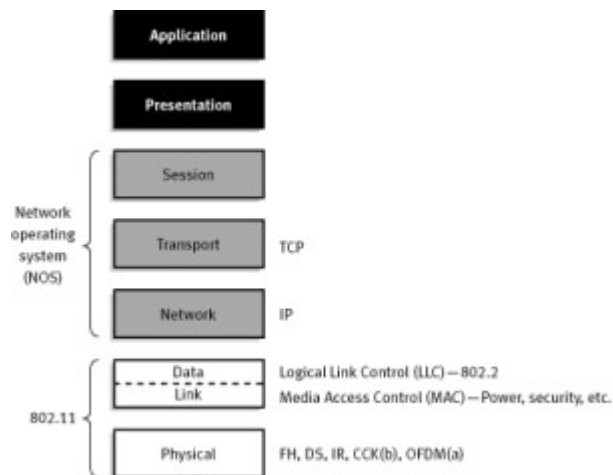 Application
Presentation
Session
Network
operating
system
(NOS)
Transport
TCP
Network
IP
Data
Logical Link Control (LLC)—802.2
Link
Media Access Control (MAC)—Power, security, etc.
802.11
Physical
FH, DS, IR, CCK(b), OFDM(a)